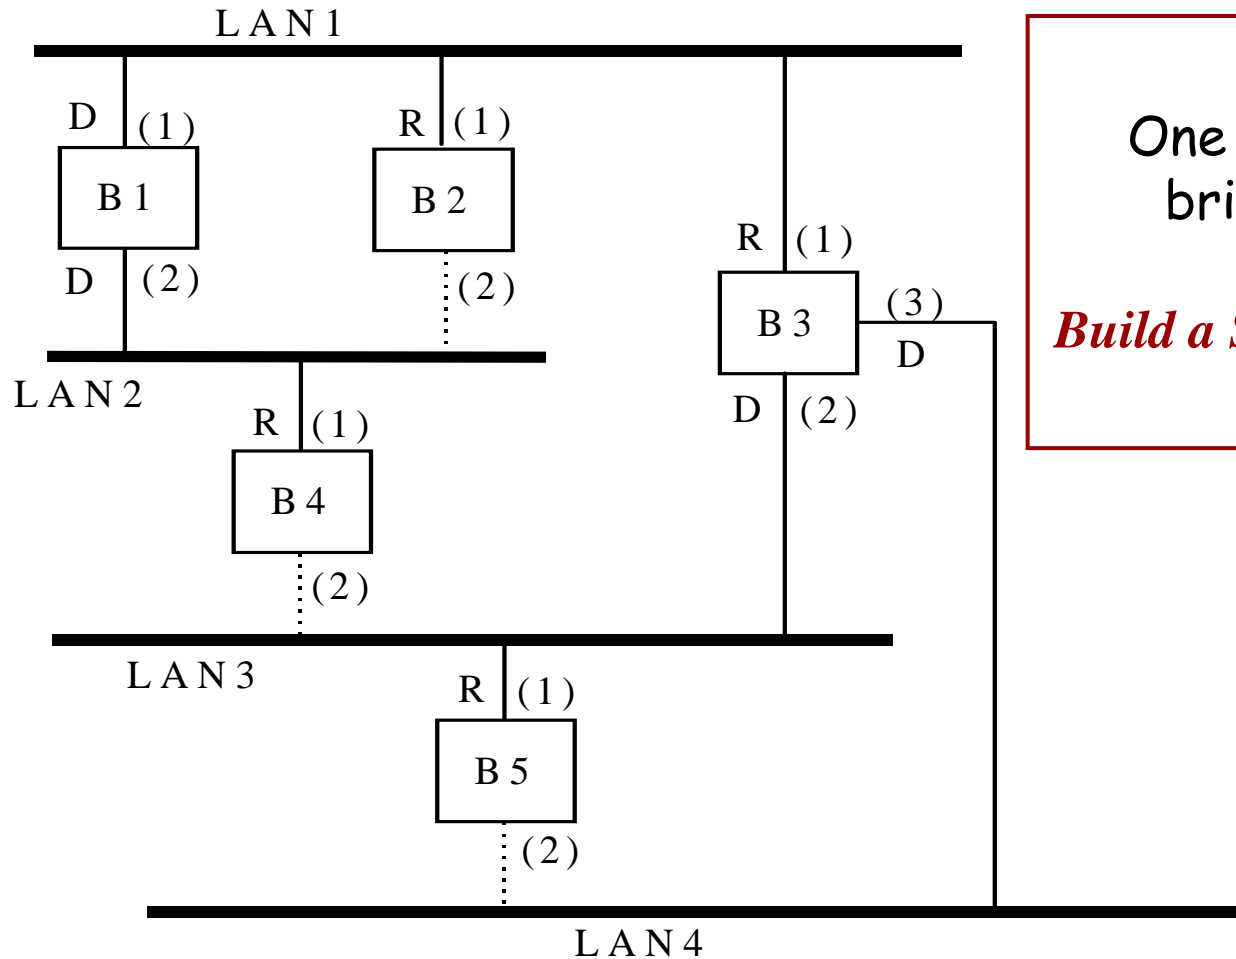 LAN1
D (1)
R (1)
B1
B2
R (1)
D (2)
(2)
B3
(3)
D
LAN2
D (2)
R (1)
B4
(2)
LAN3
R (1)
B5
(2)
LAN4
One
bri
Build a S